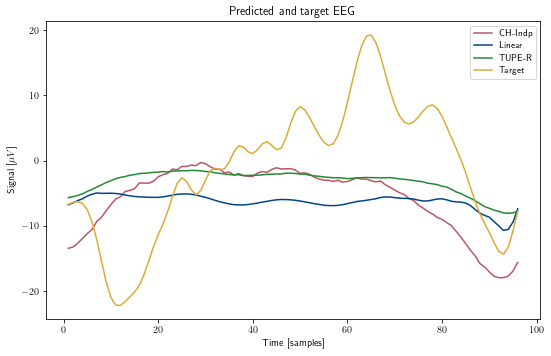 Predicted and target EEG
CH-Indp
Linear
TUPE-R
Target
Signal [μV]
20
10
0
−10
−20
0 20 40 60 80 100
Time [samples]